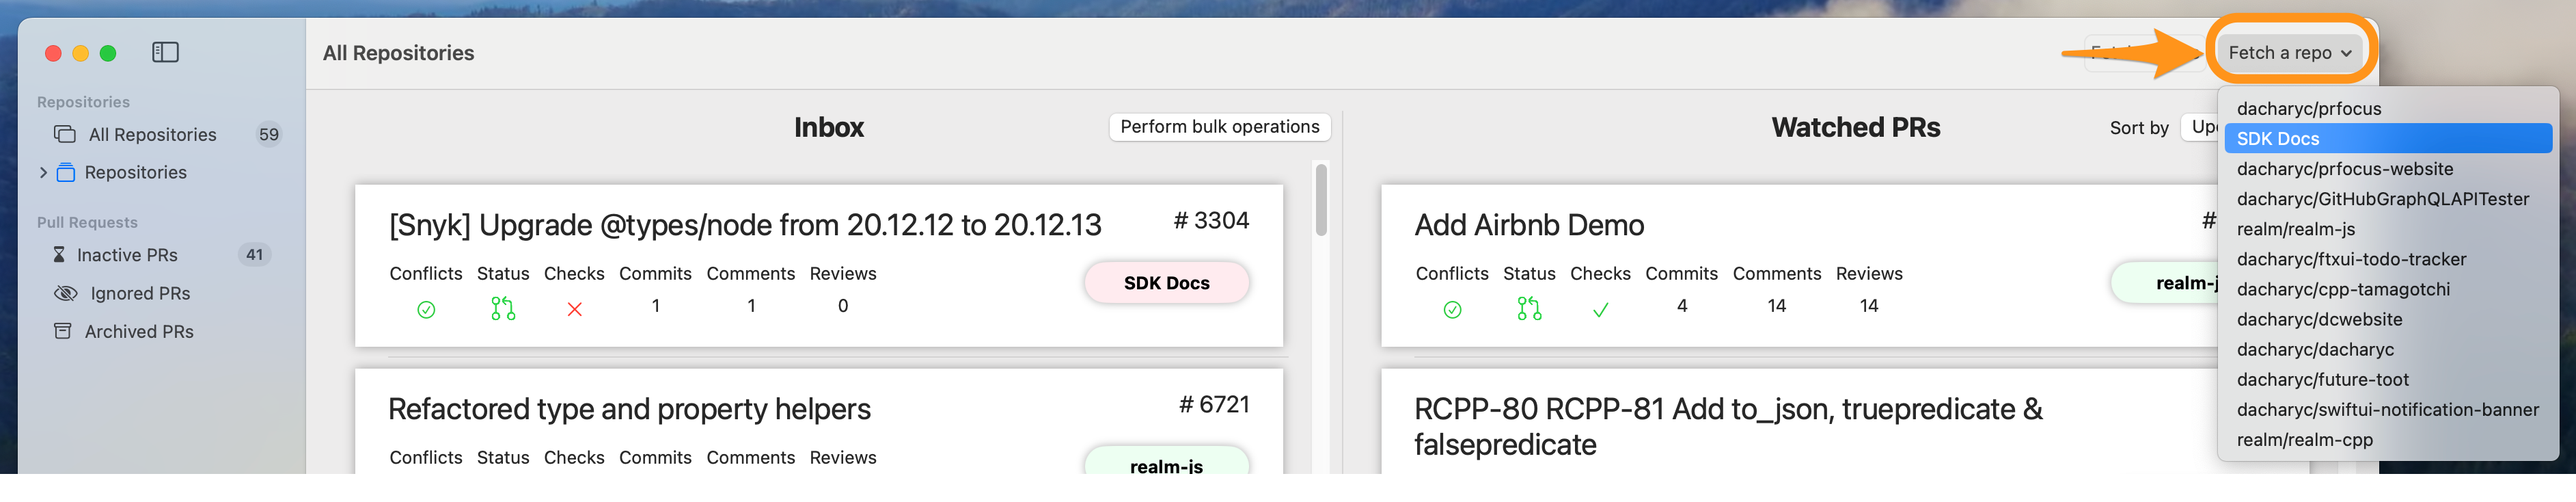 All Repositories
Fetch a repo
Repositories
All Repositories 59
Repositories
Pull Requests
Inactive PRs 41
Ignored PRs
Archived PRs
Inbox
Perform bulk operations
[Snyk] Upgrade @types/node from 20.12.12 to 20.12.13
# 3304
Conflicts Status Checks Commits Comments Reviews
1 1 0
SDK Docs
Refactored type and property helpers
# 6721
Conflicts Status Checks Commits Comments Reviews
realm-js
Watched PRs
Sort by
Add Airbnb Demo
#
Conflicts Status Checks Commits Comments Reviews
4 14 14
RCPP-80 RCPP-81 Add to_json, truepredicate &
falsepredicate
dacharyc/prfocus
SDK Docs
dacharyc/prfocus-website
dacharyc/GitHubGraphQLAPITester
realm/realm-js
dacharyc/ftxui-todo-tracker
dacharyc/cpp-tamagotchi
dacharyc/dcwebsite
dacharyc/dacharyc
dacharyc/future-toot
dacharyc/swiftui-notification-banner
realm/realm-cpp